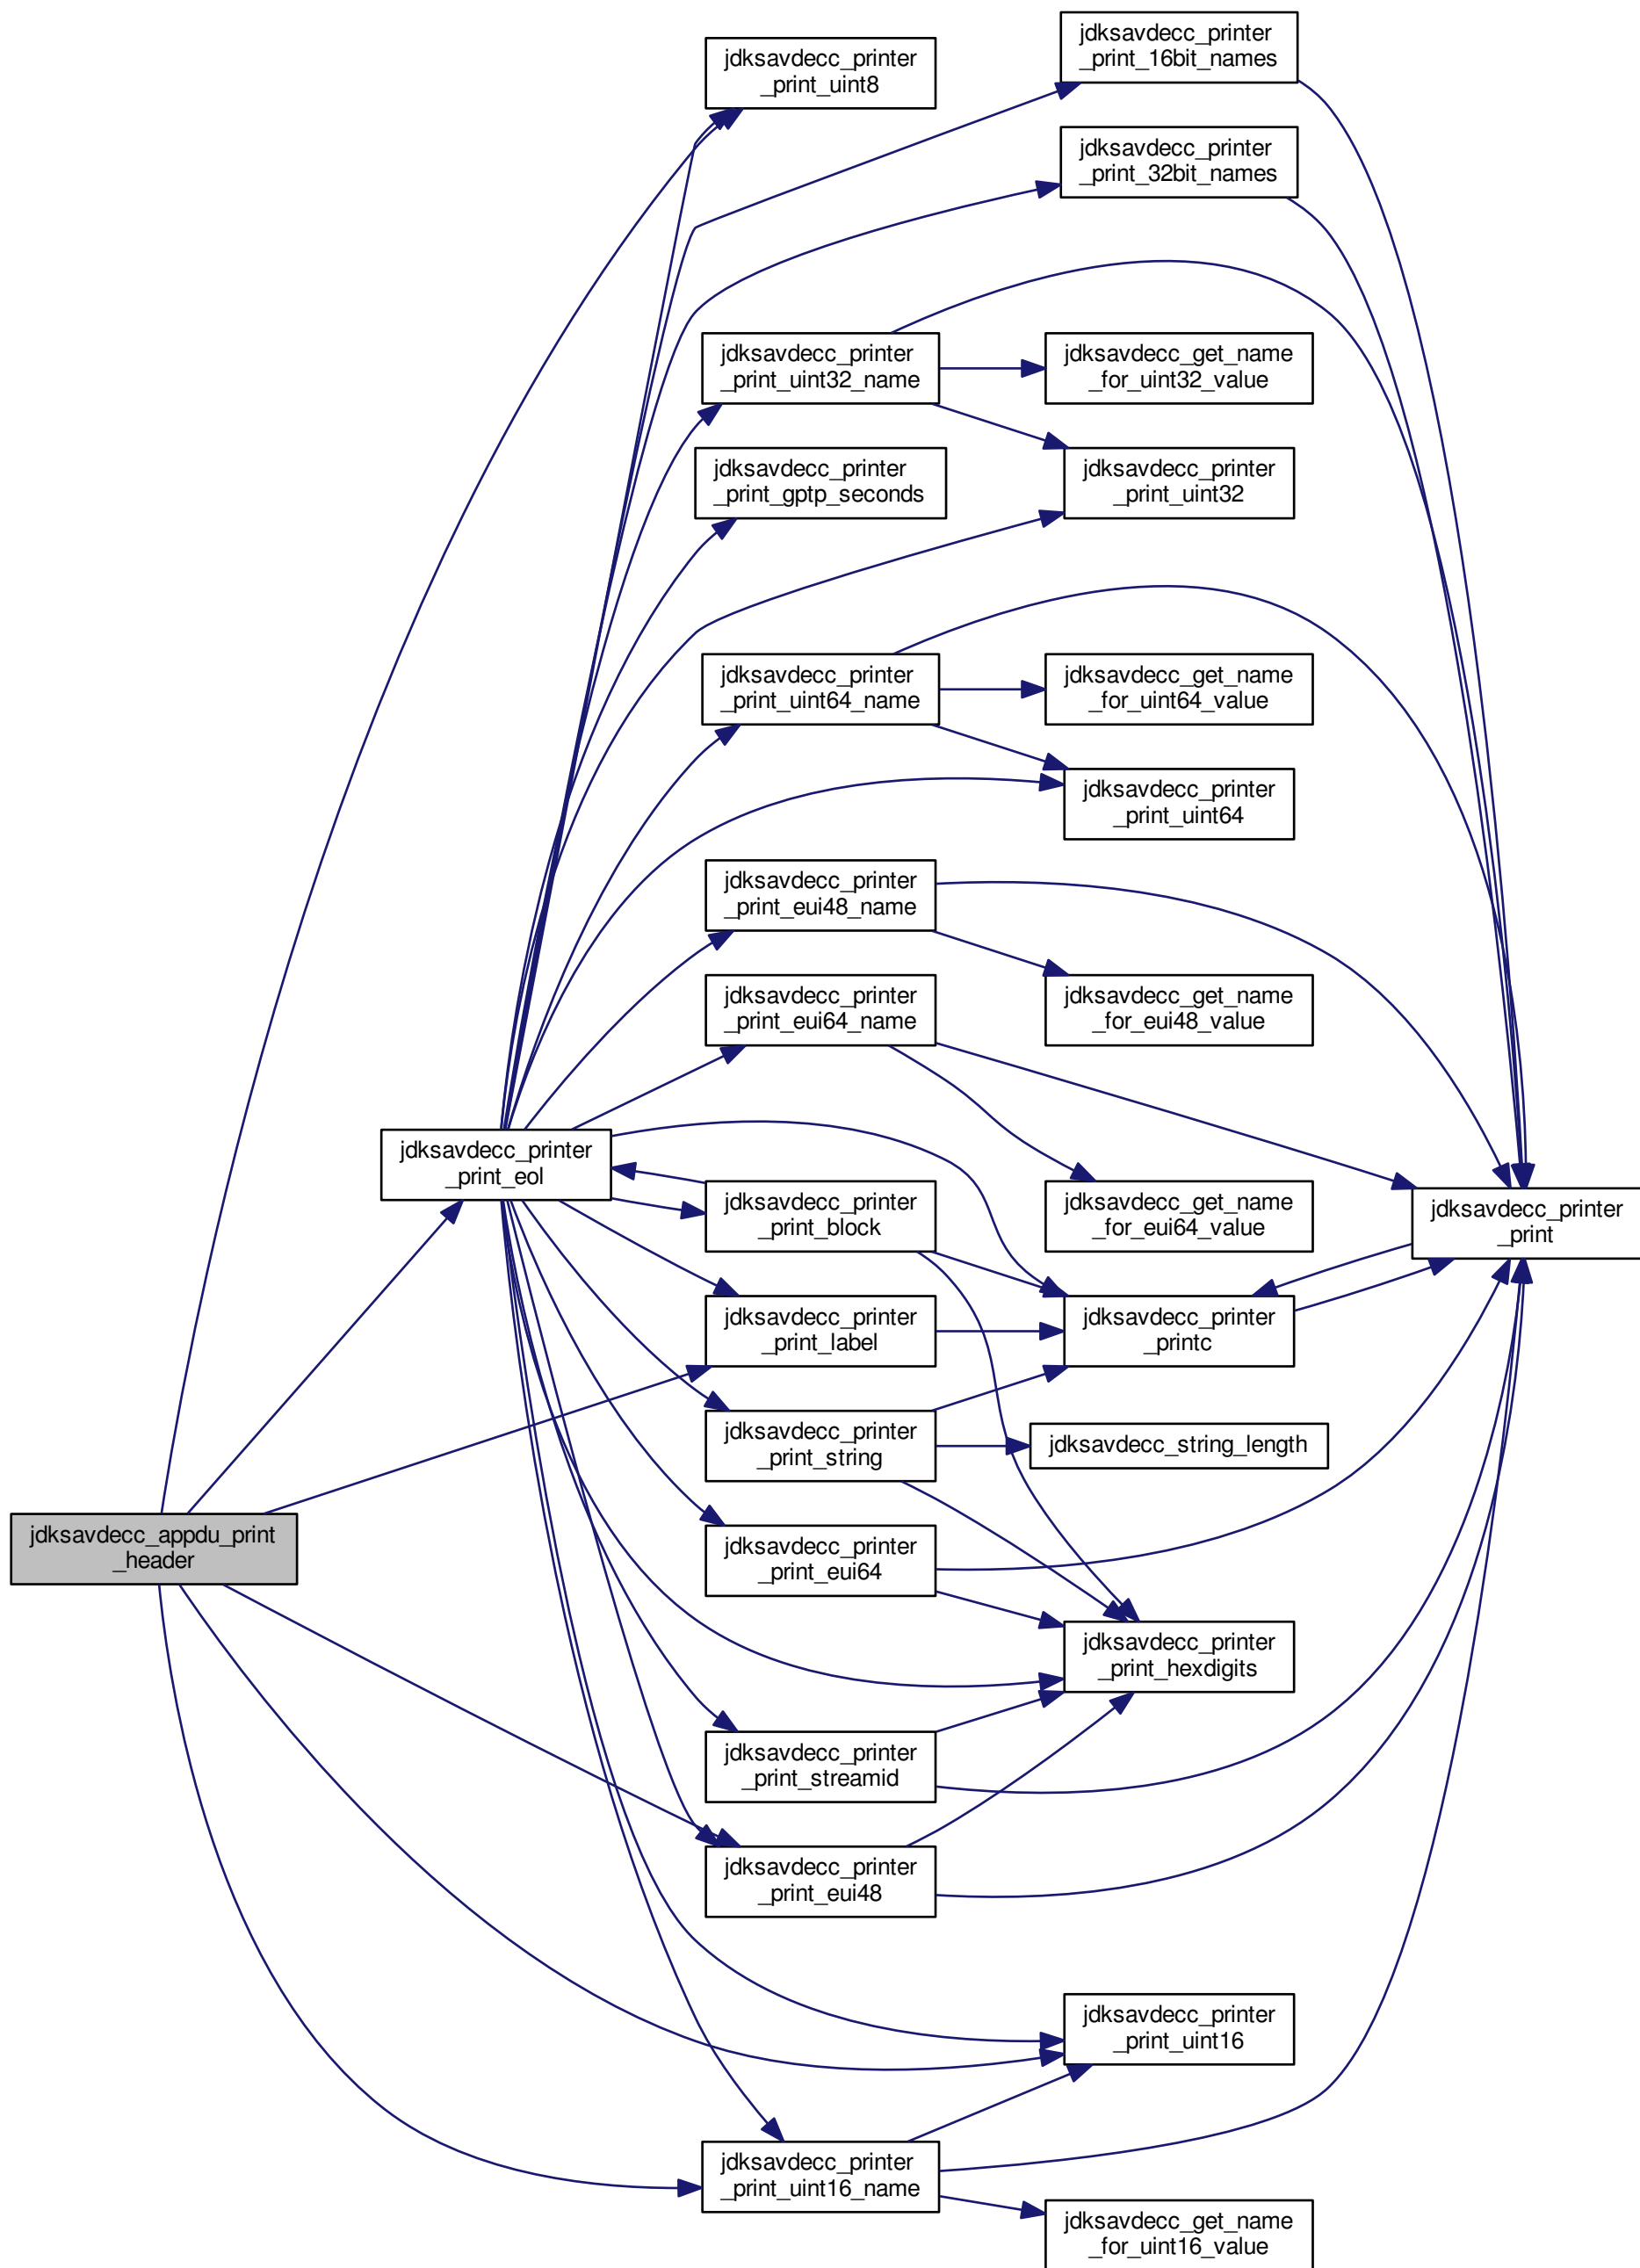 jdksavdecc_printer
_print_16bit_names
jdksavdecc_printer
_print_uint8
jdksavdecc_printer
_print_32bit_names
jdksavdecc_printer
_print_uint32_name
jdksavdecc_get_name
_for_uint32_value
jdksavdecc_printer
_print_gptp_seconds
jdksavdecc_printer
_print_uint32
jdksavdecc_printer
_print_uint64_name
jdksavdecc_get_name
_for_uint64_value
jdksavdecc_printer
_print_uint64
jdksavdecc_printer
_print_eui48_name
jdksavdecc_printer
_print_eui64_name
jdksavdecc_get_name
_for_eui48_value
jdksavdecc_printer
_print_eol
jdksavdecc_printer
_print_block
jdksavdecc_get_name
_for_eui64_value
jdksavdecc_printer
_print
jdksavdecc_printer
_print_label
jdksavdecc_printer
_printc
jdksavdecc_printer
_print_string
jdksavdecc_string_length
jdksavdecc_appdu_print
_header
jdksavdecc_printer
_print_eui64
jdksavdecc_printer
_print_hexdigits
jdksavdecc_printer
_print_streamid
jdksavdecc_printer
_print_eui48
jdksavdecc_printer
_print_uint16
jdksavdecc_printer
_print_uint16_name
jdksavdecc_get_name
_for_uint16_value